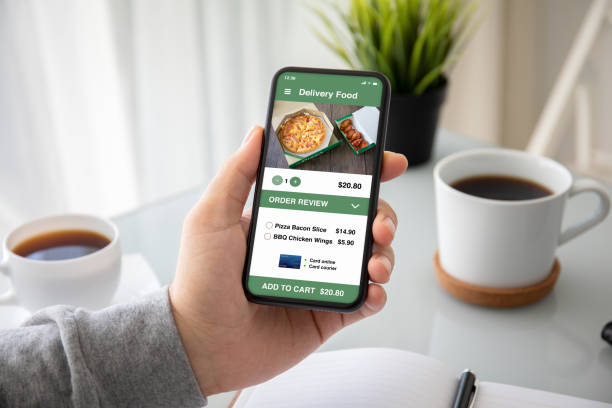 12:36
Delivery Food
1
$20.80
ORDER REVIEW
Pizza Bacon Slice $14.90
BBQ Chicken Wings $5.90
Card online
Card courier
ADD TO CART $20.80